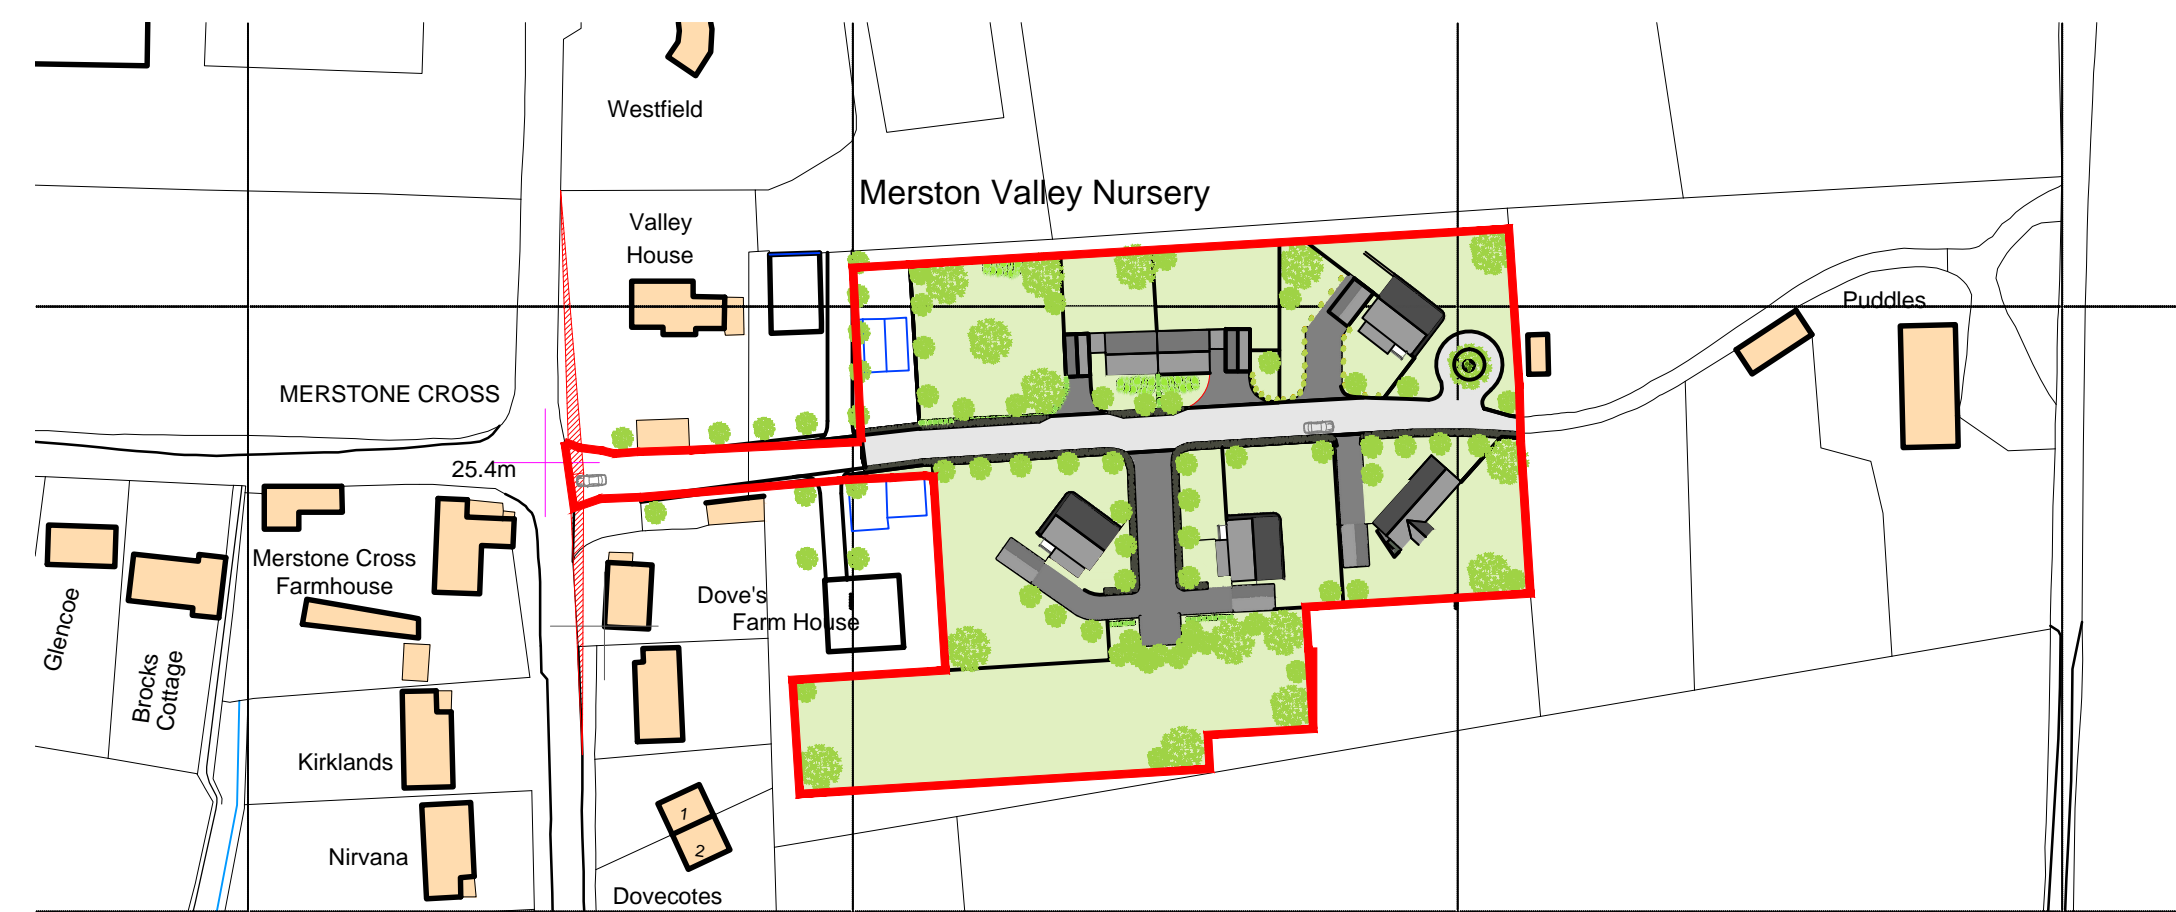 Westfield
Merston Valley Nursery
Valley
House
Puddles
MERSTONE CROSS
25.4m
Merstone Cross
Farmhouse
Glencoe
Brocks
Cottage
Dove's
Farm House
Kirklands
1
2
Nirvana
Dovecotes